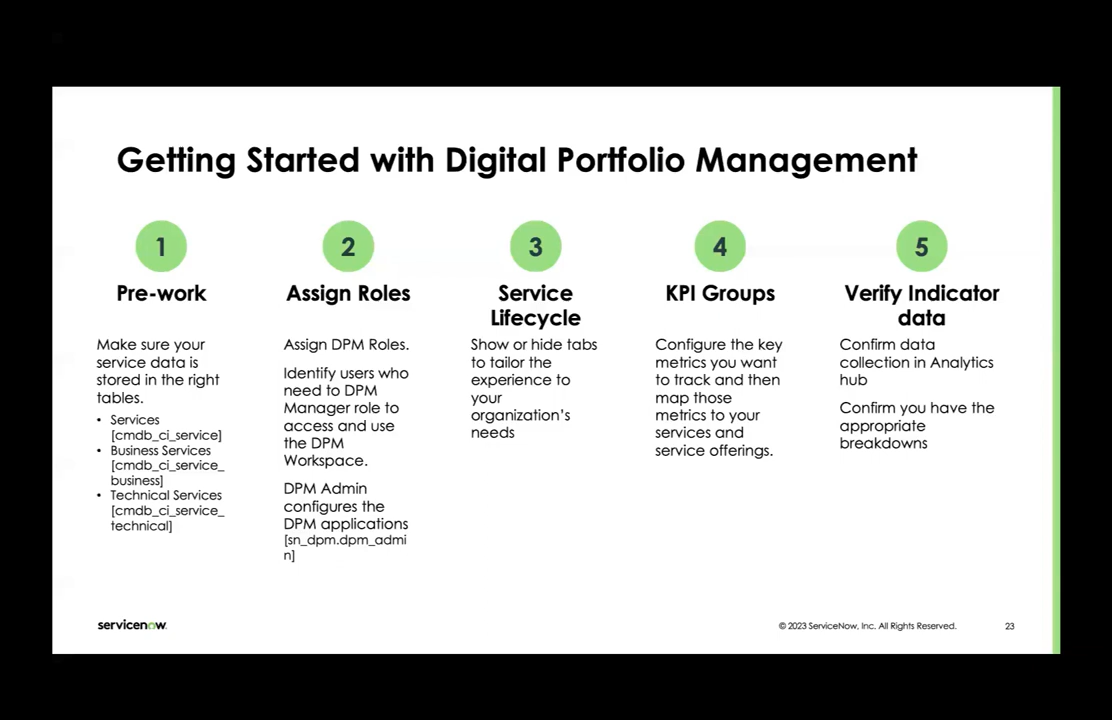 Getting Started with Digital Portfolio Management
1
Pre-work
Make sure your
service data is
stored in the right
tables.
• Services
[cmdb_ci_service]
• Business Services
[cmdb_ci_service_
business]
• Technical Services
[cmdb_ci_service_
technical]
2
Assign Roles
Assign DPM Roles.
Identify users who
need to DPM
Manager role to
access and use
the DPM
Workspace.
DPM Admin
configures the
DPM applications
[sn_dpm.dpm_admi
n]
3
Service
Lifecycle
Show or hide tabs
to tailor the
experience to
your
organization's
needs
4
KPI Groups
Configure the key
metrics you want
to track and then
map those
metrics to your
services and
service offerings.
5
Verify Indicator
data
Confirm data
collection in Analytics
hub
Confirm you have the
appropriate
breakdowns
servicenow.
© 2023 ServiceNow, Inc. All Rights Reserved.
23